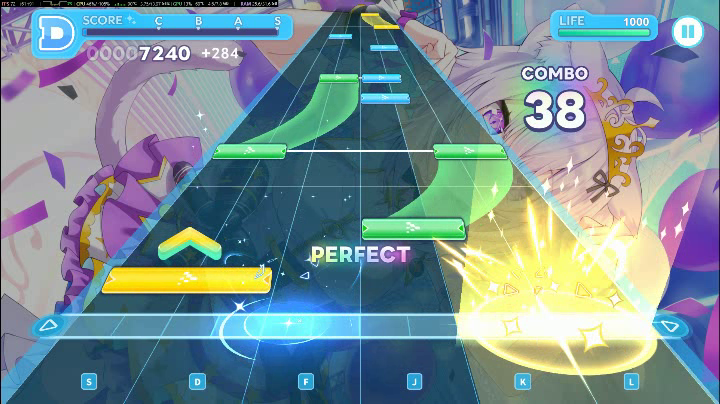 SCORE C B A S
D
00007240 +284
LIFE 1000
COMBO
38
PERFECT
S D F J K L